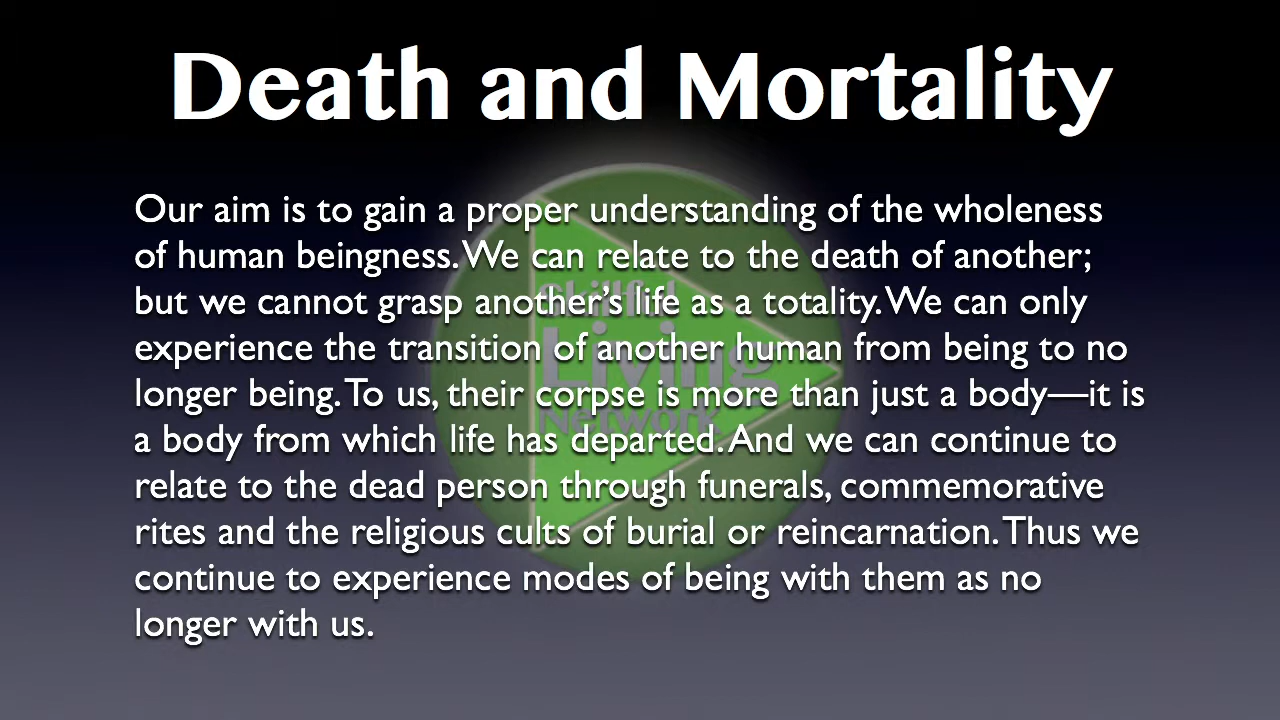 Death and Mortality
Our aim is to gain a proper understanding of the wholeness
of human beingness. We can relate to the death of another;
but we cannot grasp another’s life as a totality. We can only
experience the transition of another human from being to no
longer being. To us, their corpse is more than just a body—it is
a body from which life has departed. And we can continue to
relate to the dead person through funerals, commemorative
rites and the religious cults of burial or reincarnation. Thus we
continue to experience modes of being with them as no
longer with us.
Skillful
Living
Network